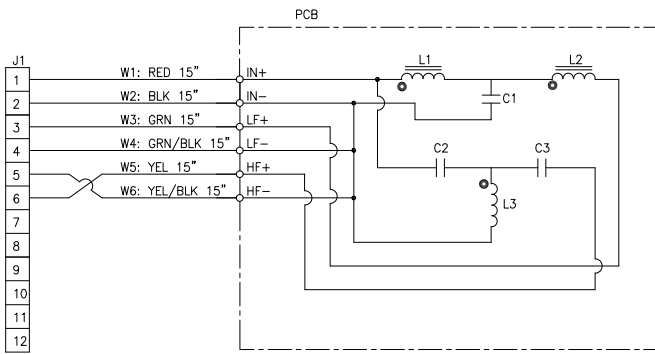 PCB
J1
L1
L2
1
W1: RED 15"
IN+
2
W2: BLK 15"
IN-
C1
3
W3: GRN 15"
LF+
4
W4: GRN/BLK 15"
LF-
C2
C3
5
W5: YEL 15"
HF+
6
W6: YEL/BLK 15"
HF-
L3
7
8
9
10
11
12